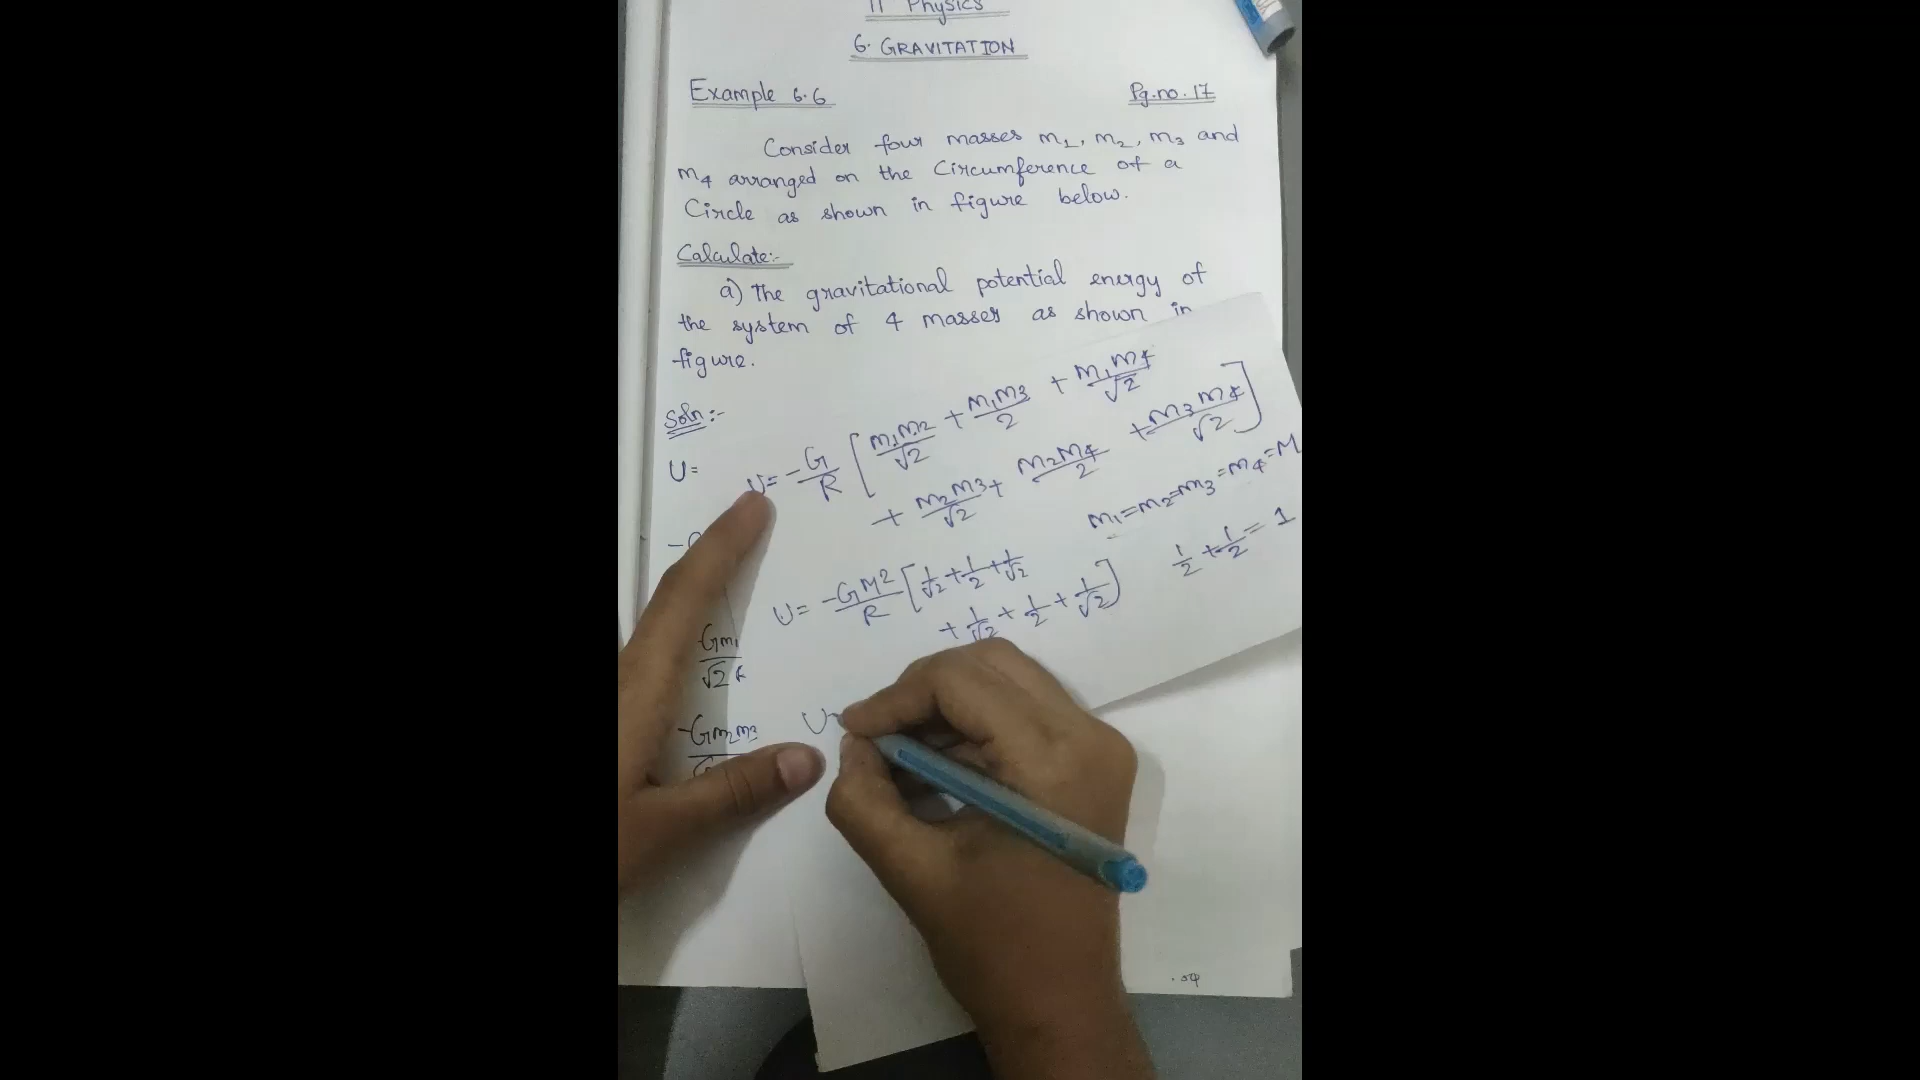 11 Physics
6. GRAVITATION
Example 6.6 Pg.no.17
Consider four masses m₁, m₂, m₃ and
m₄ arranged on the Circumference of a
Circle as shown in figure below.
Calculate:-
a) The gravitational potential energy of
the system of 4 masses as shown in
figure.
Soln:-
U=
U = -G/R [ m₁m₂/√2 + m₁m₃/2 + m₁m₄/√2
+ m₂m₃/√2 + m₂m₄/2 + m₃m₄/√2 ]
m₁=m₂=m₃=m₄=M
U = -GM²/R [ 1/√2 + 1/2 + 1/√2
+ 1/√2 + 1/2 + 1/√2 ]
1/2 + 1/2 = 1
Gm₁
√2 R
-Gm₂m₃
U=